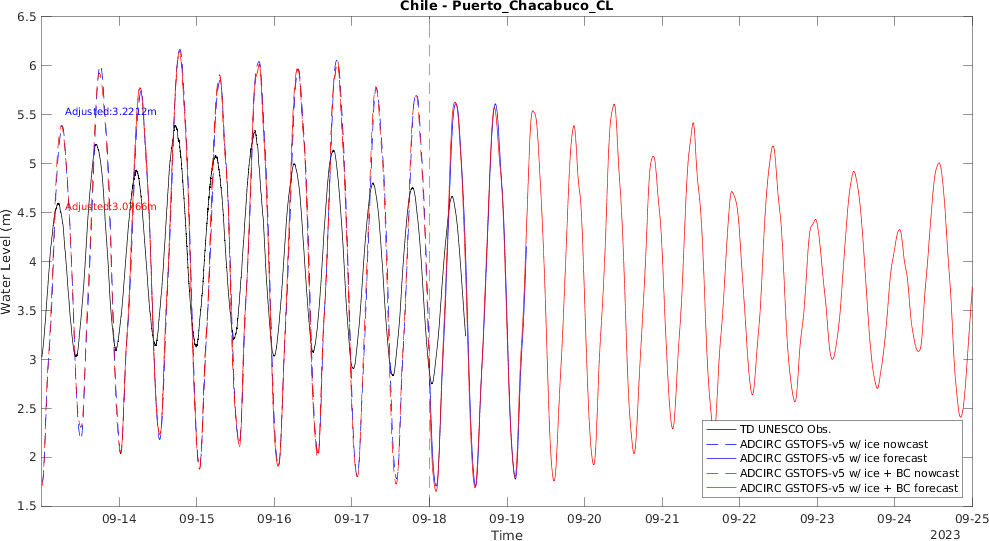 Chile - Puerto_Chacabuco_CL
6.5
6
5.5
5
4.5
4
3.5
3
2.5
2
1.5
Water Level (m)
Adjusted:3.2212m
Adjusted:3.0766m
TD UNESCO Obs.
ADCIRC GSTOFS-v5 w/ ice nowcast
ADCIRC GSTOFS-v5 w/ ice forecast
ADCIRC GSTOFS-v5 w/ ice + BC nowcast
ADCIRC GSTOFS-v5 w/ ice + BC forecast
09-14 09-15 09-16 09-17 09-18 09-19 09-20 09-21 09-22 09-23 09-24 09-25
Time
2023